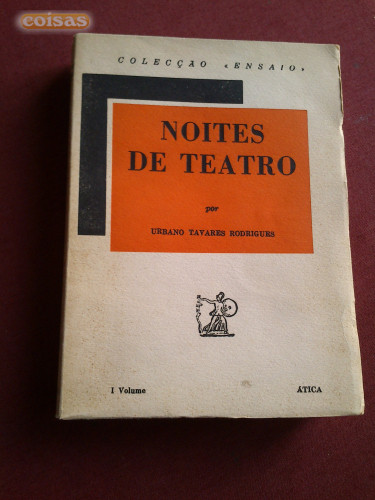 coisas
COLECÇÃO «ENSAIO»
NOITES
DE TEATRO
por
URBANO TAVARES RODRIGUES
I Volume
ÁTICA